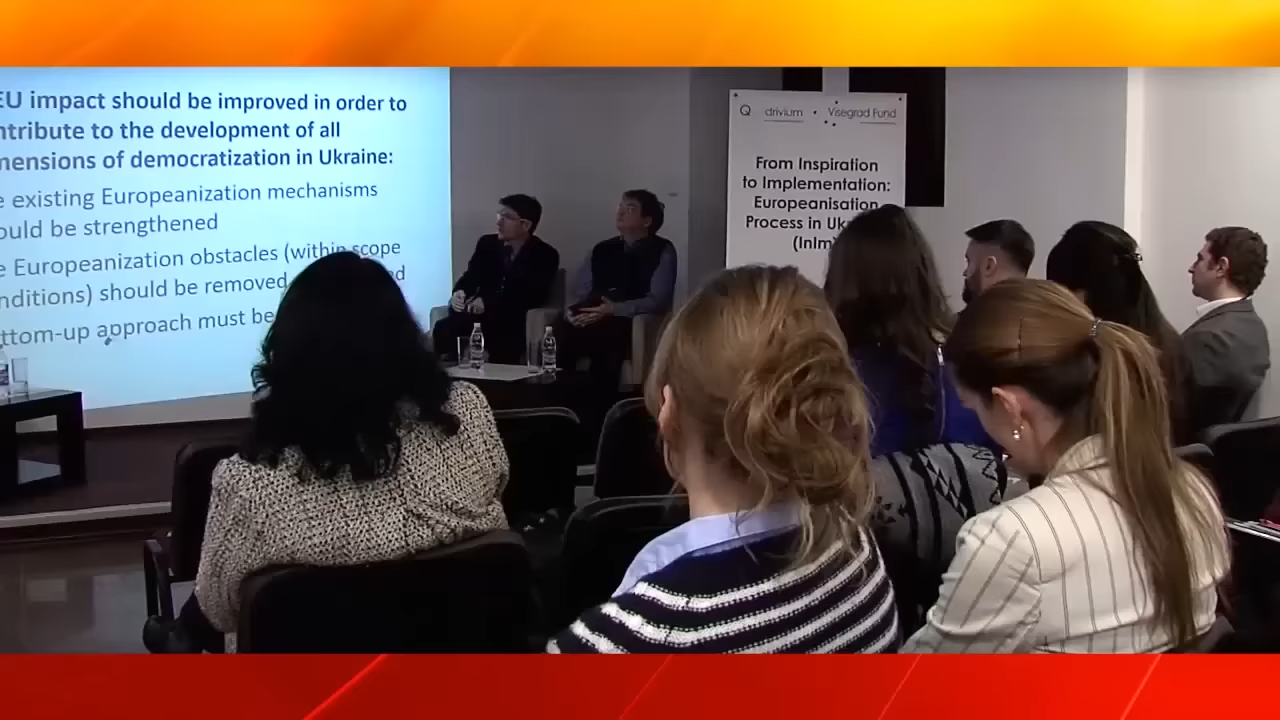 EU impact should be improved in order to
ntribute to the development of all
mensions of democratization in Ukraine:
e existing Europeanization mechanisms
ould be strengthened
e Europeanization obstacles (within scope
nditions) should be removed
ttom-up approach must be
Q drivium • Visegrad Fund
From Inspiration
to Implementation:
Europeanisation
Process in Uk
(InIm